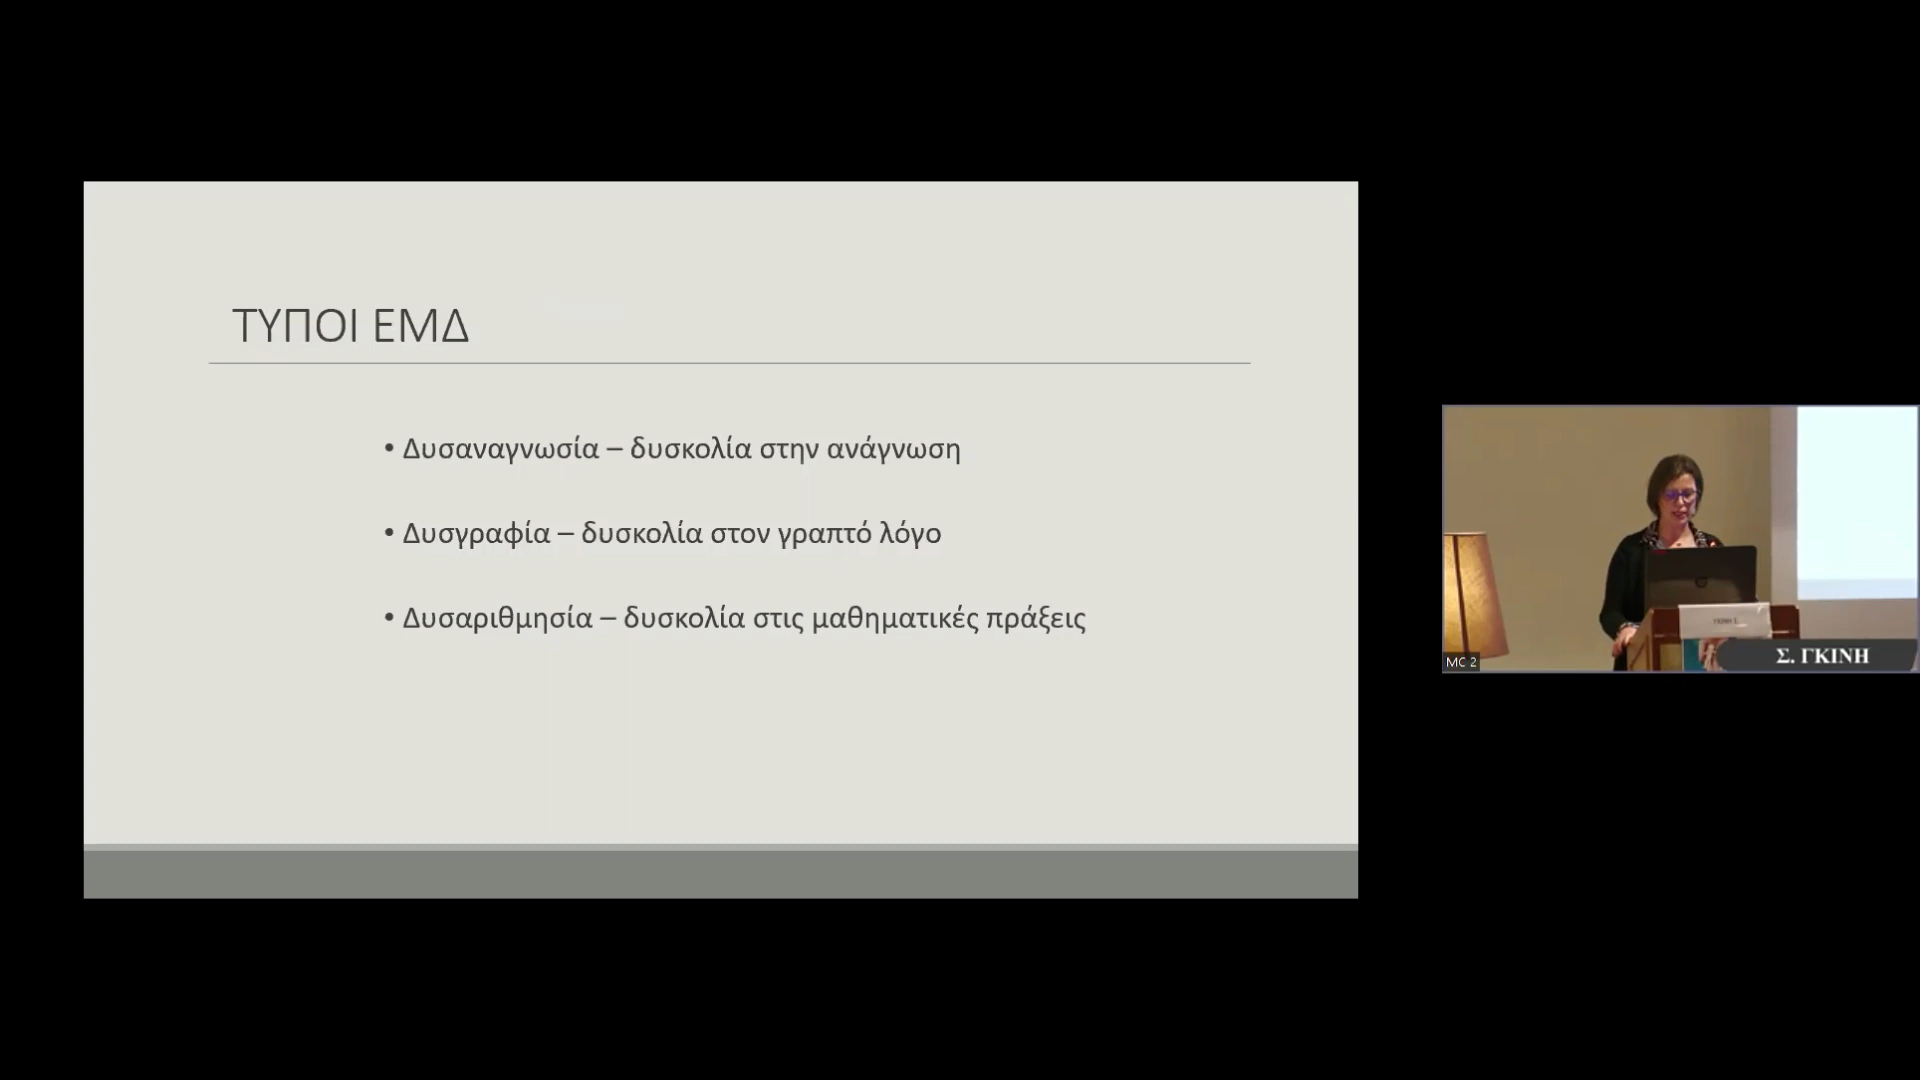 ΤΥΠΟΙ ΕΜΔ
• Δυσαναγνωσία – δυσκολία στην ανάγνωση
• Δυσγραφία – δυσκολία στον γραπτό λόγο
• Δυσαριθμησία – δυσκολία στις μαθηματικές πράξεις
MC 2
Σ. ΓΚΙΝΗ